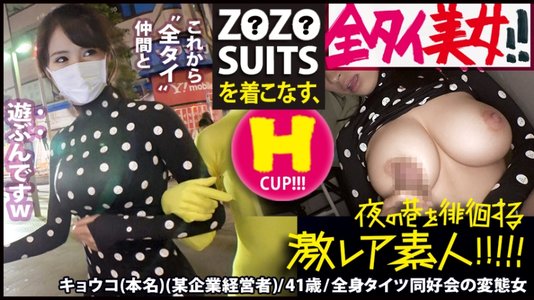 これから
“全タイ”
仲間と
遊ぶんですw
Y!mobile
ZOZO
SUITS
を着こなす、
H
CUP!!!
全タイ美女!!
夜の巷を徘徊する
激レア素人!!!!!
キョウコ(本名)(某企業経営者)/41歳/全身タイツ同好会の変態女